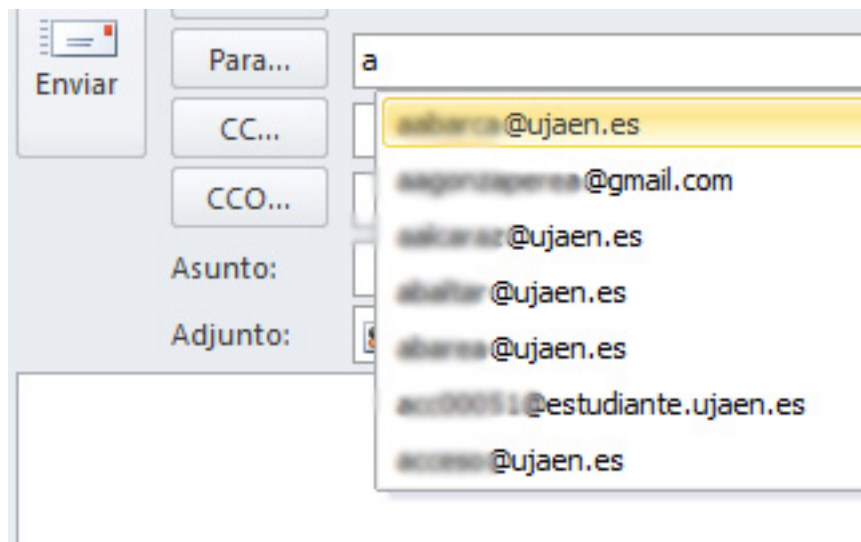 Enviar
Para...
a
CC...
CCO...
Asunto:
Adjunto:
@ujaen.es
@gmail.com
@ujaen.es
@ujaen.es
@ujaen.es
@estudiante.ujaen.es
@ujaen.es